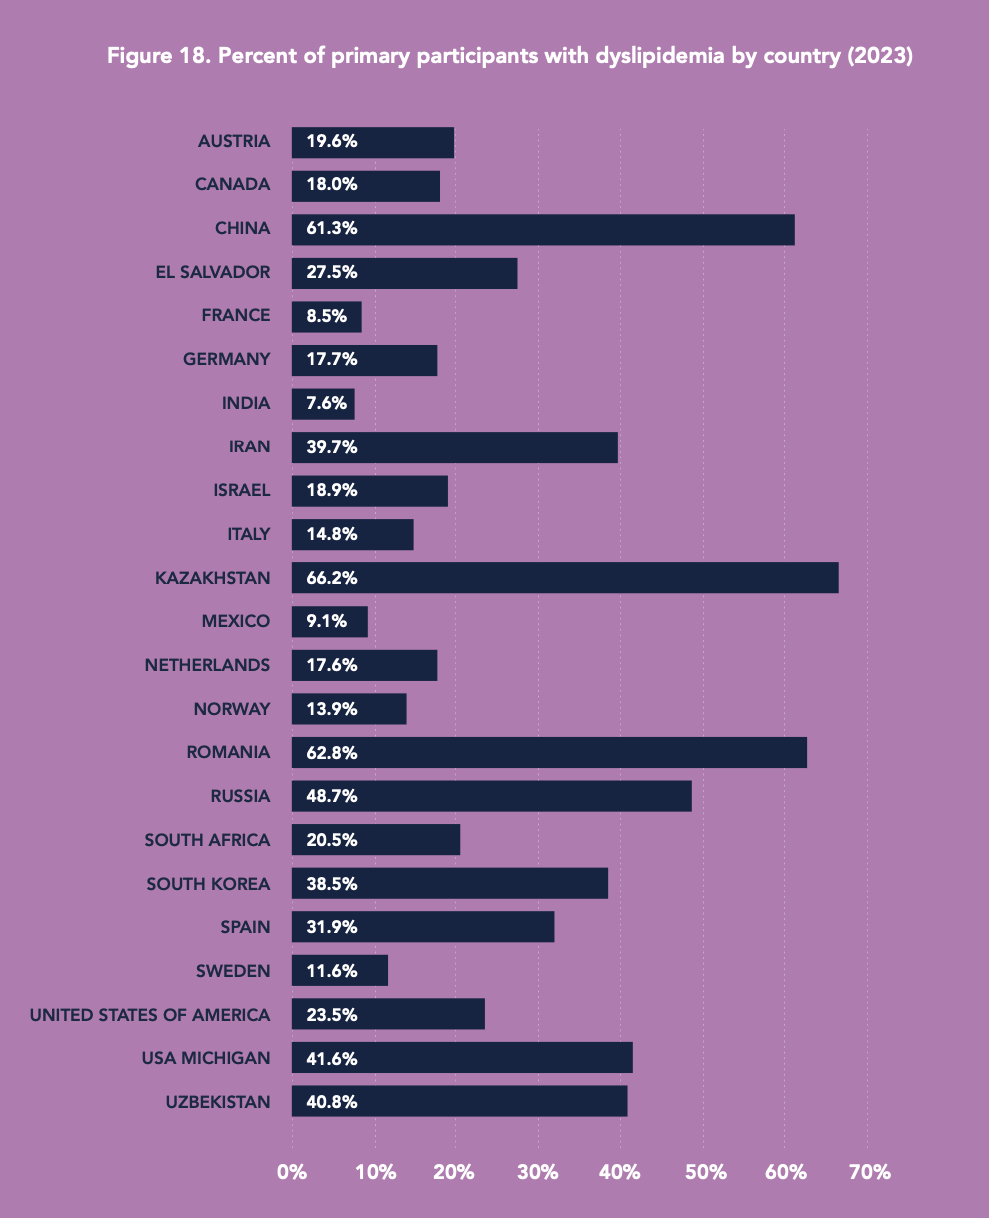 Figure 18. Percent of primary participants with dyslipidemia by country (2023)
AUSTRIA 19.6%
CANADA 18.0%
CHINA 61.3%
EL SALVADOR 27.5%
FRANCE 8.5%
GERMANY 17.7%
INDIA 7.6%
IRAN 39.7%
ISRAEL 18.9%
ITALY 14.8%
KAZAKHSTAN 66.2%
MEXICO 9.1%
NETHERLANDS 17.6%
NORWAY 13.9%
ROMANIA 62.8%
RUSSIA 48.7%
SOUTH AFRICA 20.5%
SOUTH KOREA 38.5%
SPAIN 31.9%
SWEDEN 11.6%
UNITED STATES OF AMERICA 23.5%
USA MICHIGAN 41.6%
UZBEKISTAN 40.8%
0% 10% 20% 30% 40% 50% 60% 70%